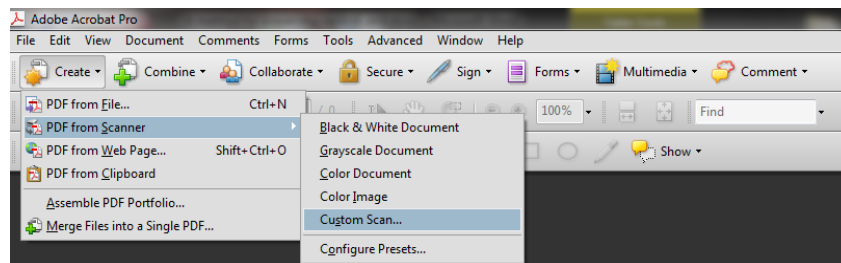 Adobe Acrobat Pro
File Edit View Document Comments Forms Tools Advanced Window Help
Create Combine Collaborate Secure Sign Forms Multimedia Comment
PDF from File... Ctrl+N 100% Find
PDF from Scanner Black & White Document
PDF from Web Page... Shift+Ctrl+O Grayscale Document Show
PDF from Clipboard Color Document
Assemble PDF Portfolio... Color Image
Merge Files into a Single PDF... Custom Scan...
Configure Presets...